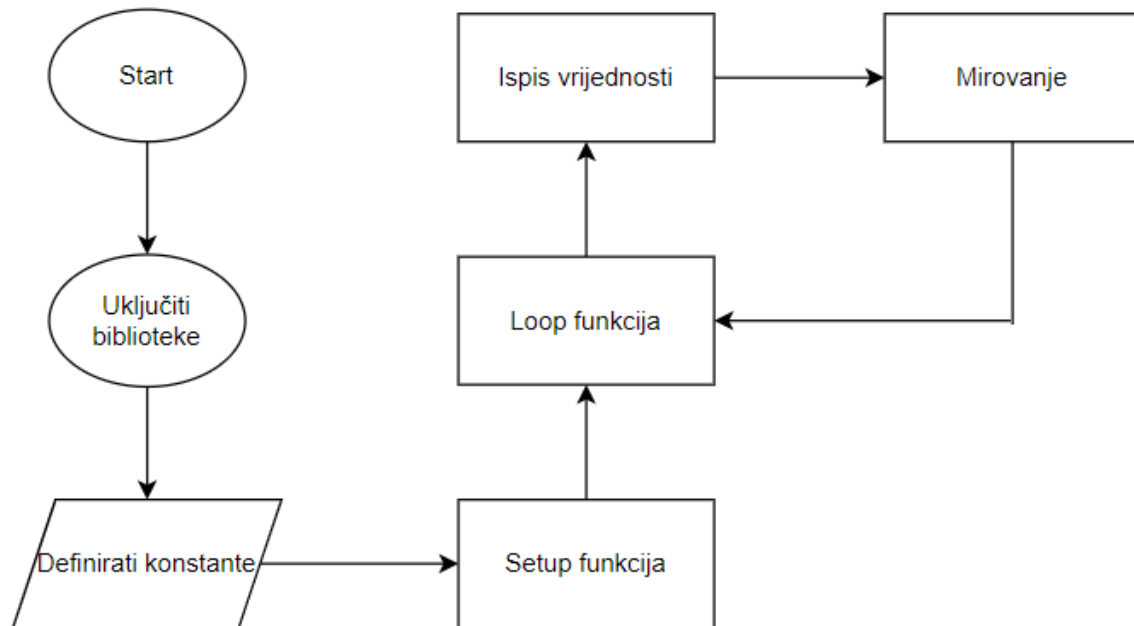 Start
Uključiti
biblioteke
Definirati konstante
Setup funkcija
Loop funkcija
Ispis vrijednosti
Mirovanje